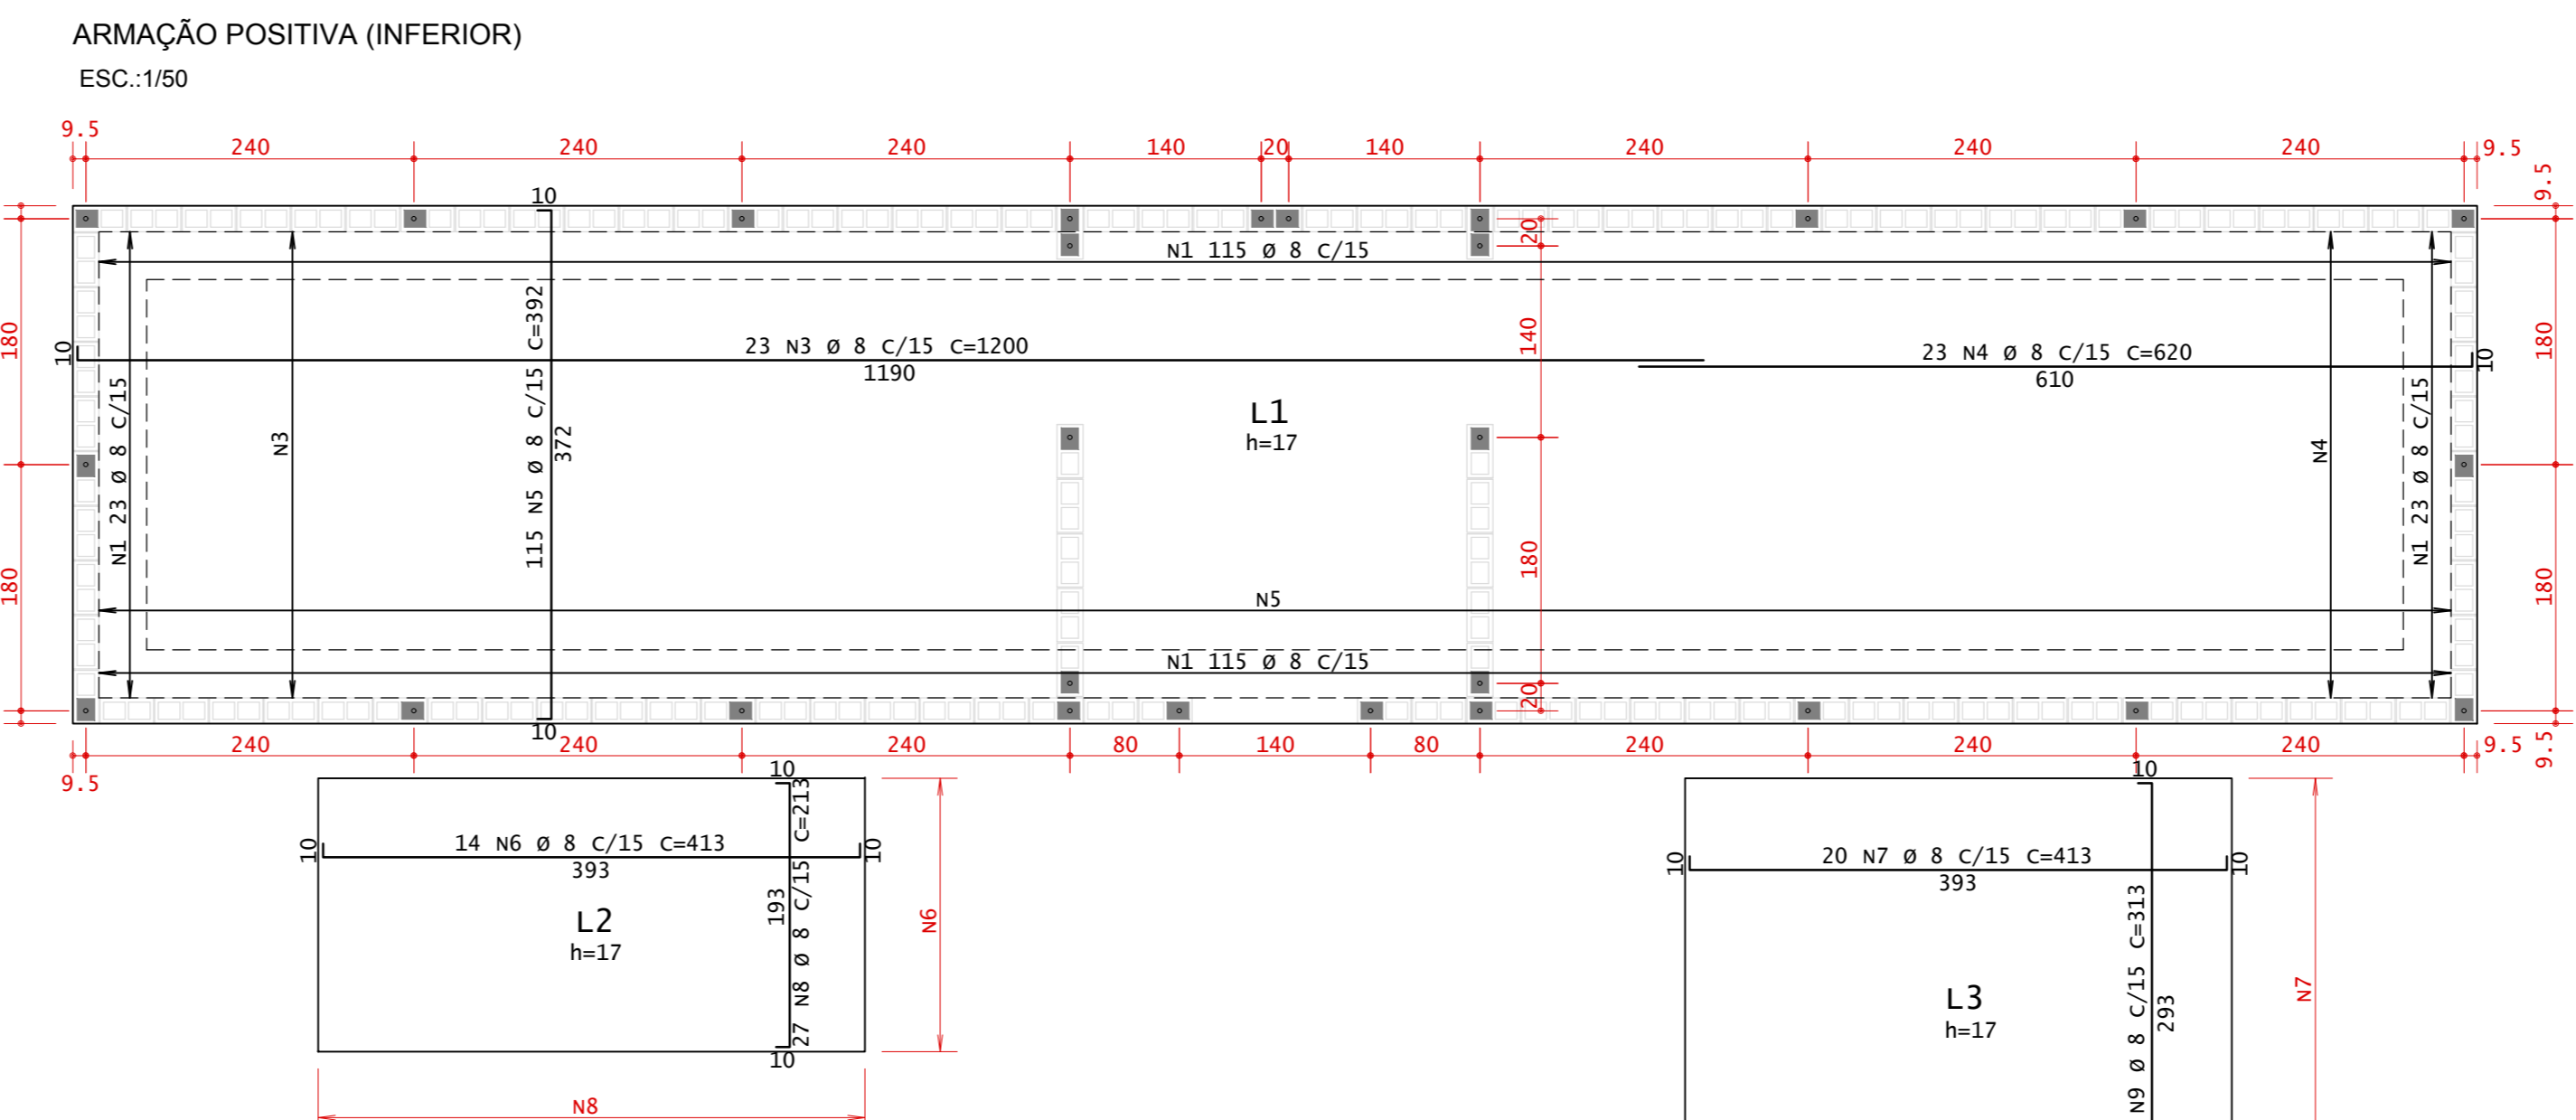 ARMAÇÃO POSITIVA (INFERIOR)
ESC.:1/50
9.5
240
240
240
140
20
140
240
240
240
9.5
9.5
10
20
N1 115 Ø 8 C/15
180
180
10
N1 23 Ø 8 C/15
N3
115 N5 Ø 8 C/15 C=392
372
23 N3 Ø 8 C/15 C=1200
1190
L1
h=17
140
180
20
23 N4 Ø 8 C/15 C=620
610
N4
N1 23 Ø 8 C/15
10
180
180
N5
N1 115 Ø 8 C/15
10
9.5
240
240
240
80
140
80
240
240
240
9.5
9.5
10
10
14 N6 Ø 8 C/15 C=413
393
10
193
27 N8 Ø 8 C/15 C=213
L2
h=17
10
N6
N8
10
10
20 N7 Ø 8 C/15 C=413
393
10
L3
h=17
N9 Ø 8 C/15 C=313
293
N7